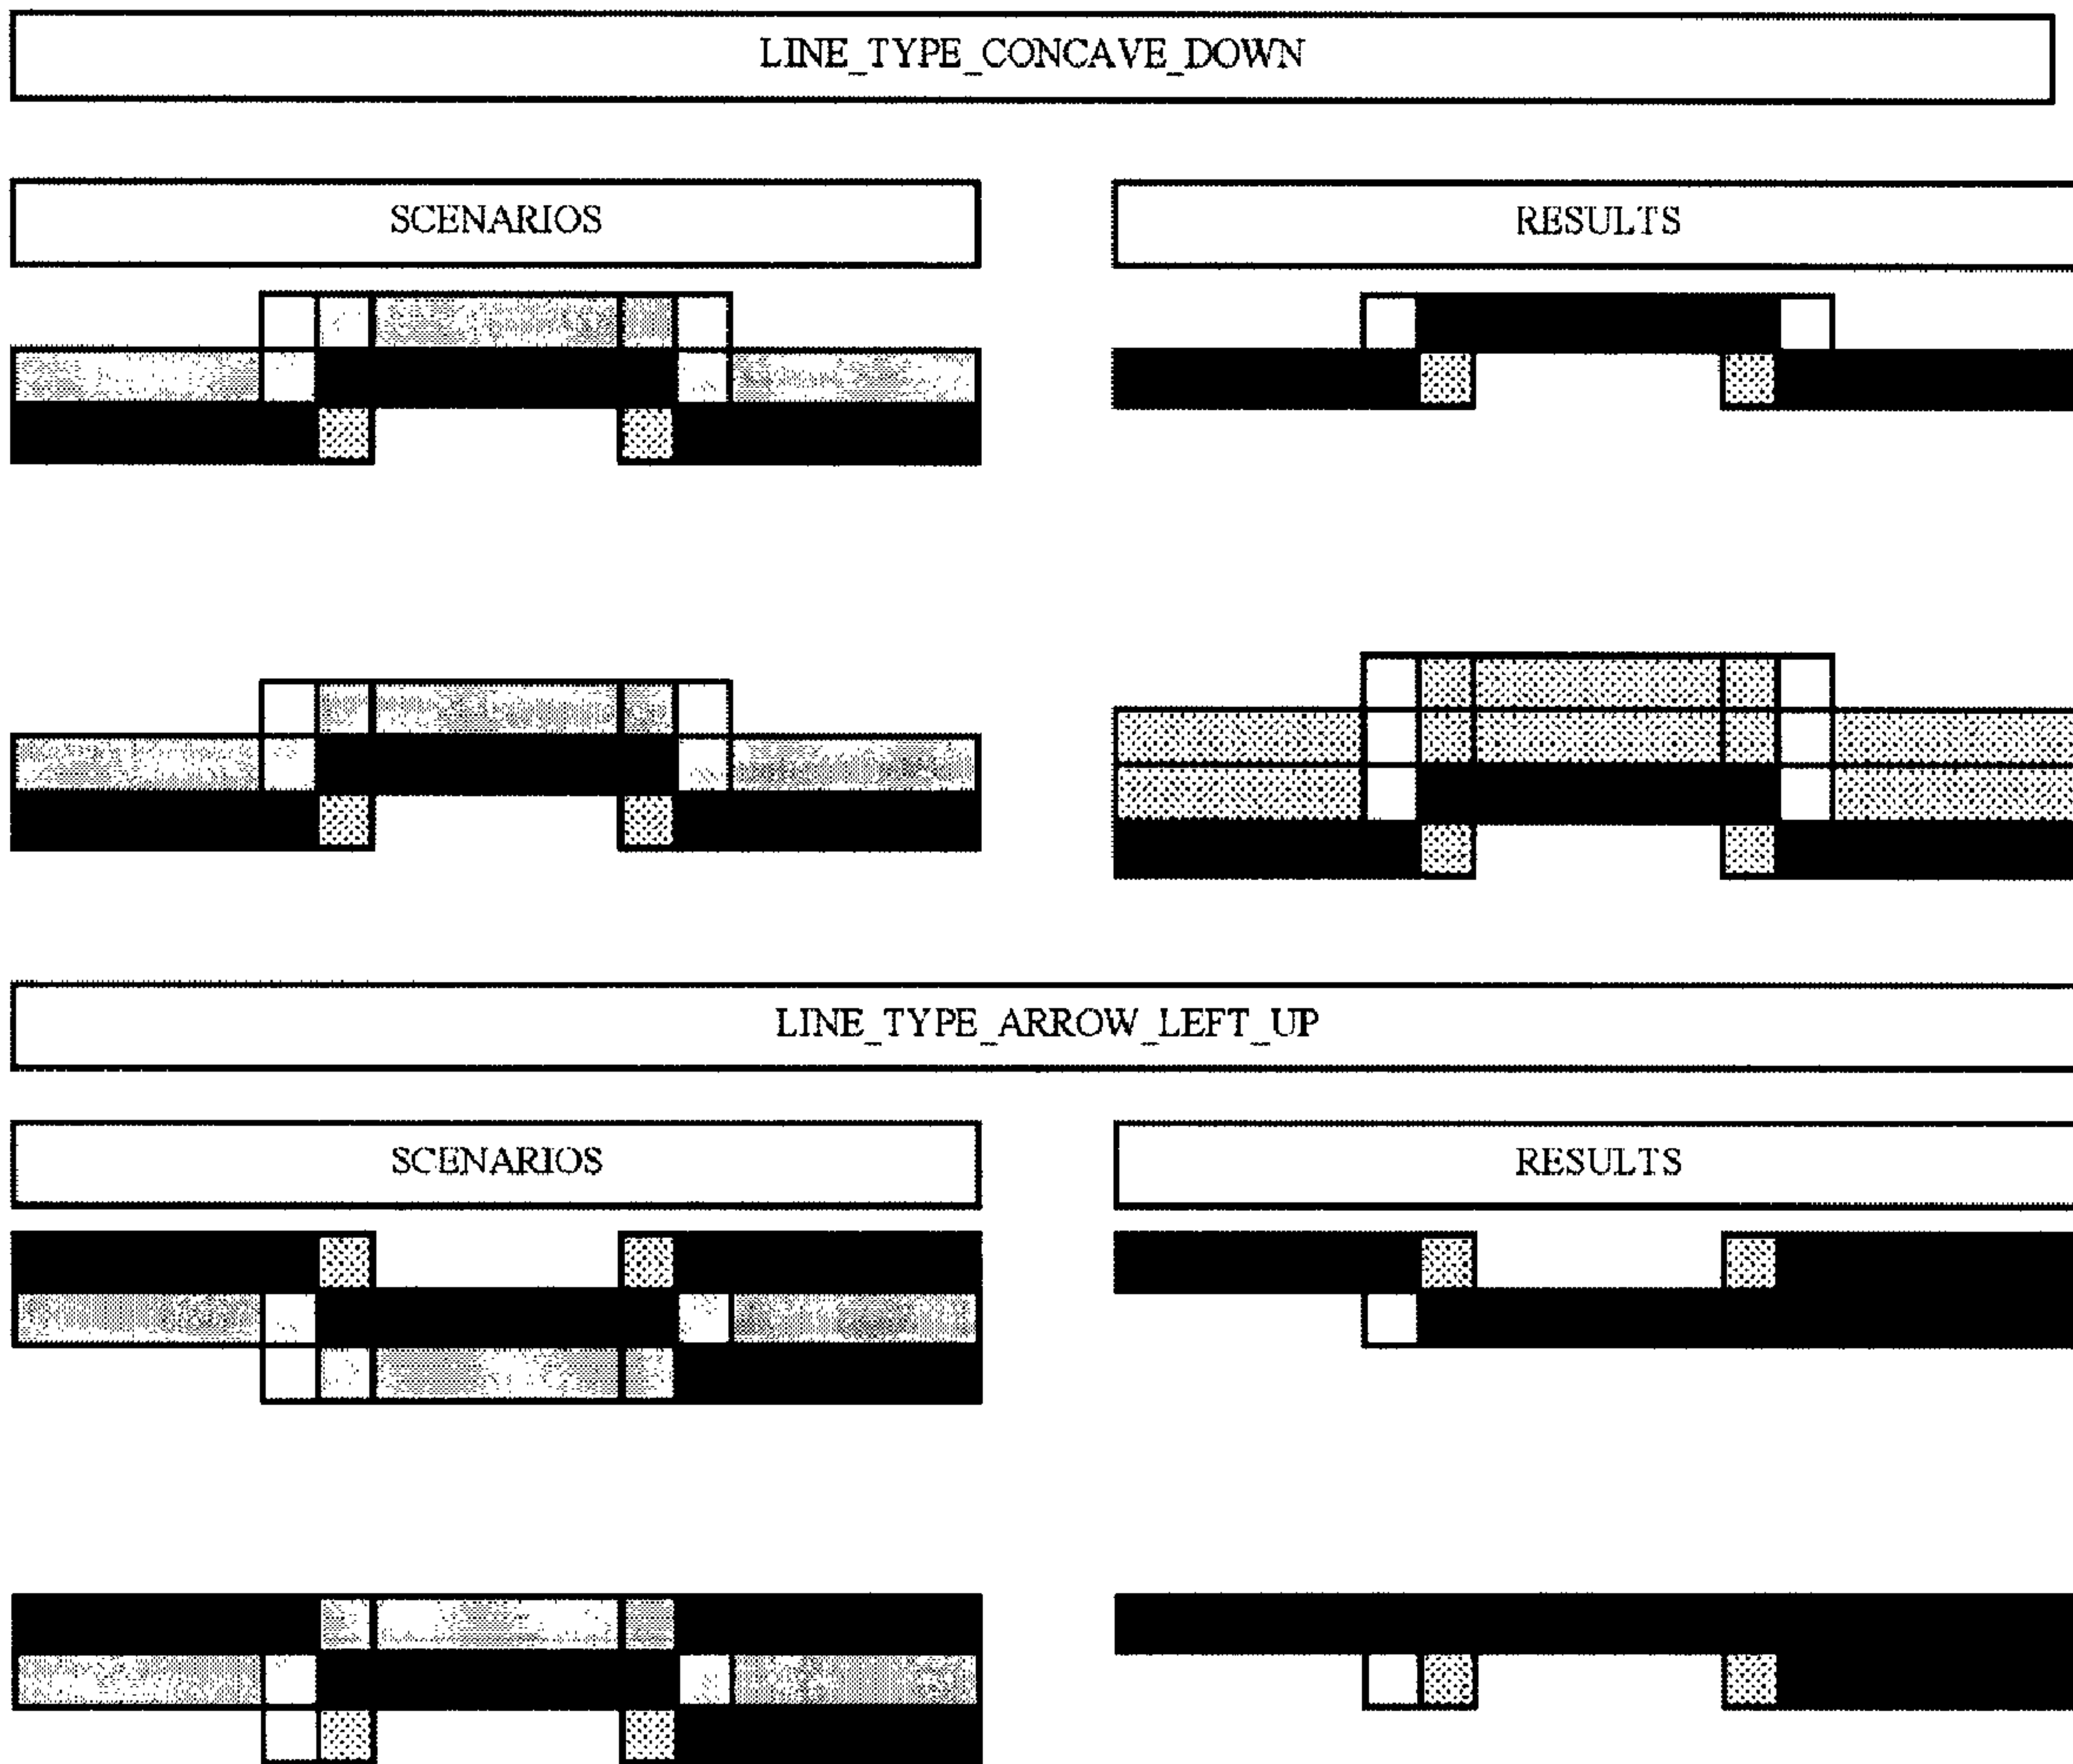 LINE_TYPE_CONCAVE_DOWN
SCENARIOS
RESULTS
LINE_TYPE_ARROW_LEFT_UP
SCENARIOS
RESULTS